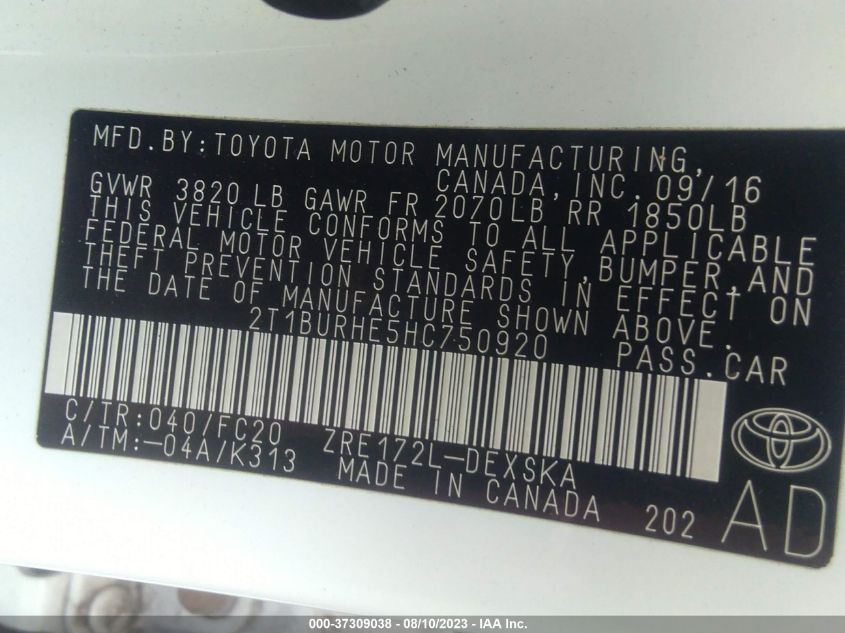 MFD.BY:TOYOTA MOTOR MANUFACTURING,
CANADA,INC. 09/16
GVWR 3820 LB GAWR FR 2070LB RR 1850LB
THIS VEHICLE CONFORMS TO ALL APPLICABLE
FEDERAL MOTOR VEHICLE SAFETY,BUMPER,AND
THEFT PREVENTION STANDARDS IN EFFECT ON
THE DATE OF MANUFACTURE SHOWN ABOVE.
2T1BURHE5HC750920 PASS.CAR
C/TR:040/FC20 ZRE172L-DEXSKA
A/TM:-04A/K313 MADE IN CANADA 202 AD
000-37309038 - 08/10/2023 - IAA Inc.